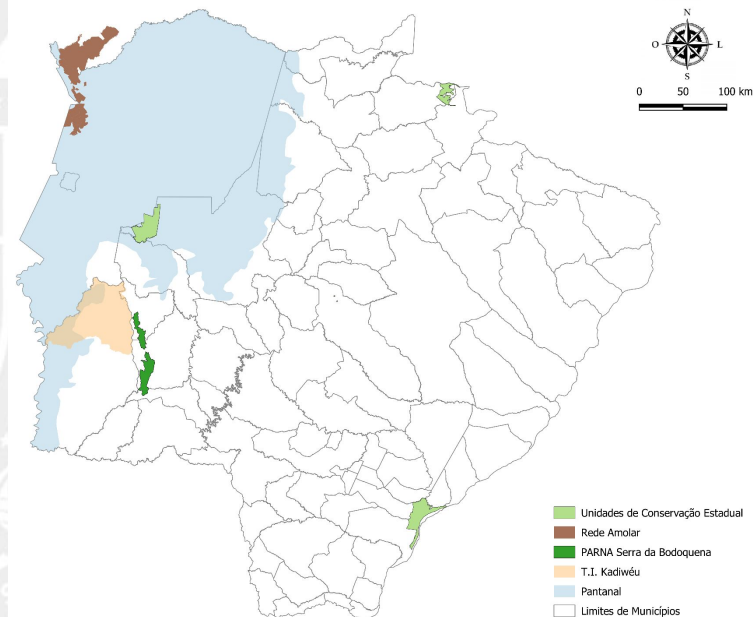 N
O L
S
0 50 100 km
Unidades de Conservação Estadual
Rede Amolar
PARNA Serra da Bodoquena
T.I. Kadiwéu
Pantanal
Limites de Municípios